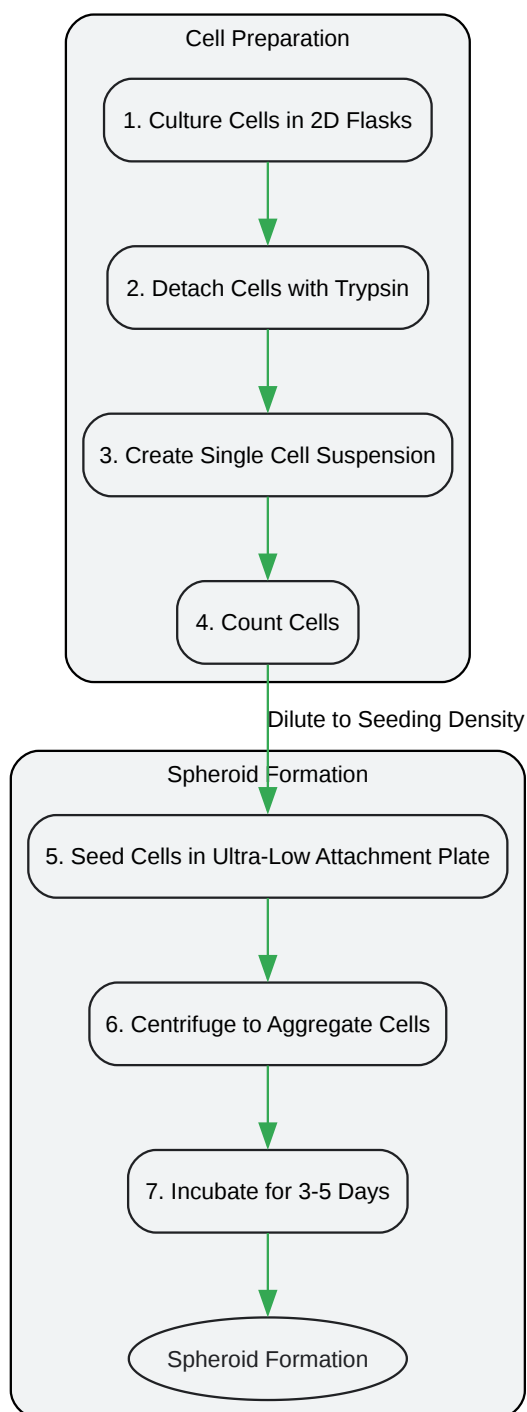 Cell Preparation
1. Culture Cells in 2D Flasks
2. Detach Cells with Trypsin
3. Create Single Cell Suspension
4. Count Cells
Dilute to Seeding Density
Spheroid Formation
5. Seed Cells in Ultra-Low Attachment Plate
6. Centrifuge to Aggregate Cells
7. Incubate for 3-5 Days
Spheroid Formation